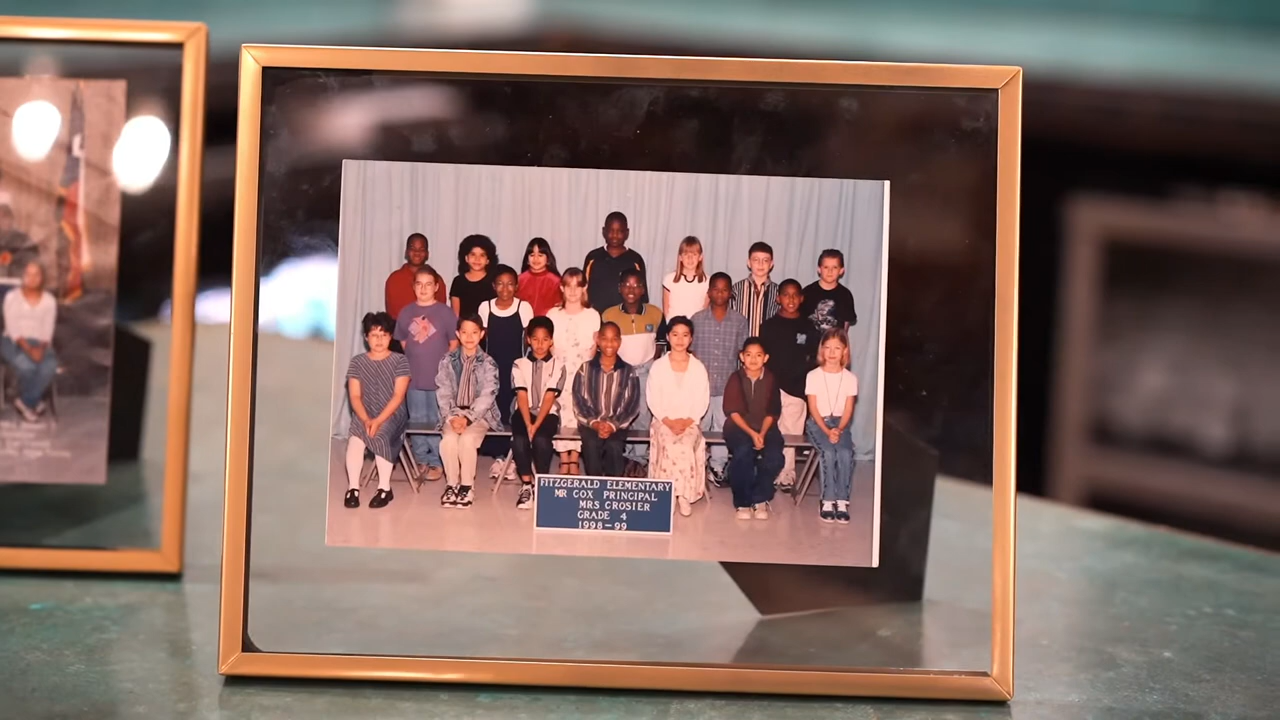 FITZGERALD ELEMENTARY
MR COX PRINCIPAL
MRS CROSIER
GRADE 4
1998-99